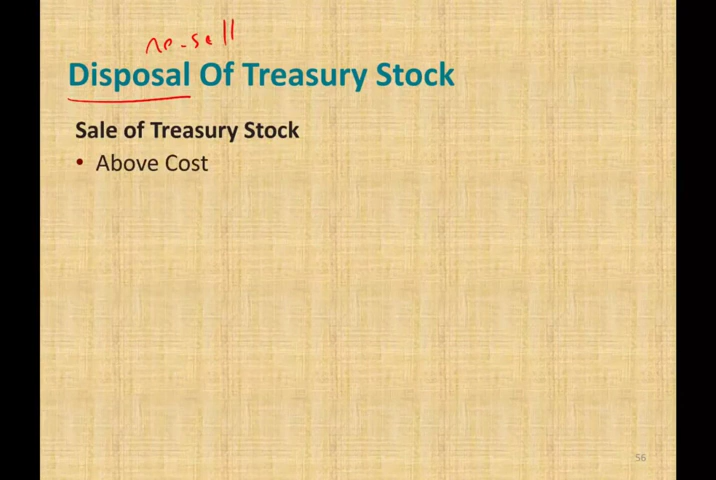 re-sell
Disposal Of Treasury Stock
Sale of Treasury Stock
• Above Cost
56